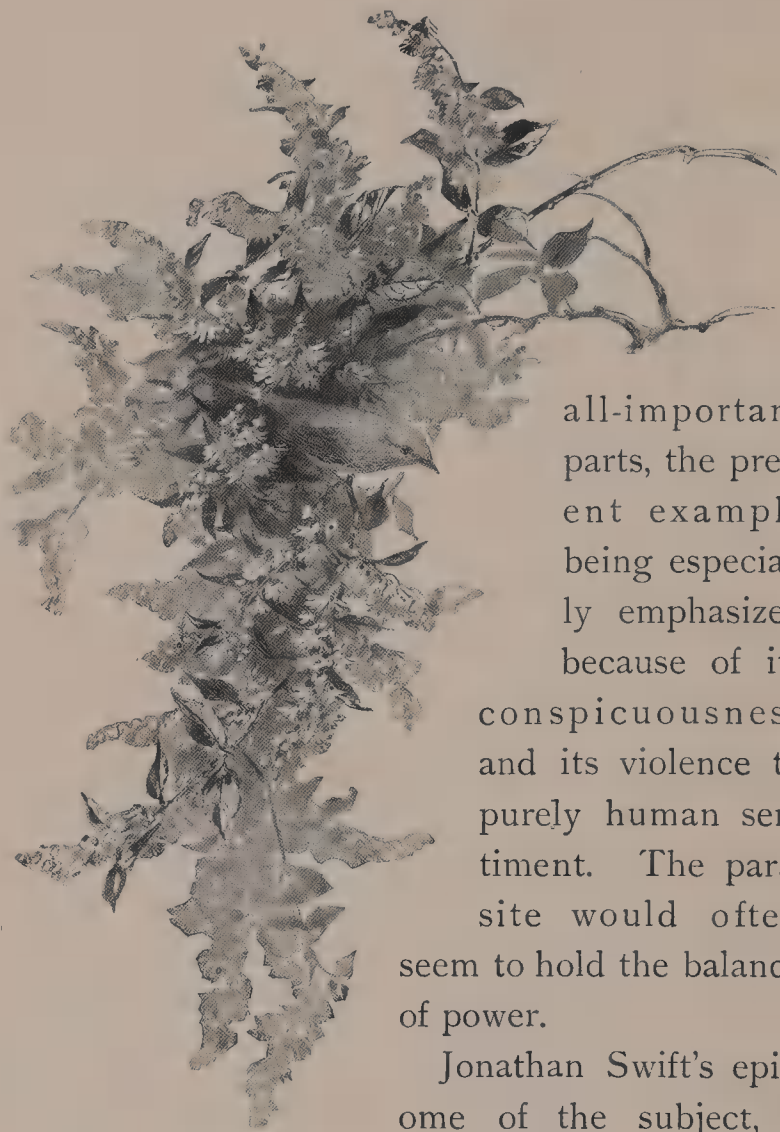 all-importan
parts, the pre
ent exampl
being especia
ly emphasize
because of i
conspicuousnes
and its violence t
purely human sen
timent. The para
site would ofte
seem to hold the balanc
of power.
Jonathan Swift's epi
ome of the subject,